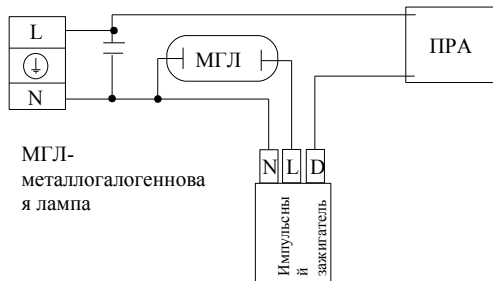 L
N
МГЛ
ПРА
МГЛ-
металлогалогеннова
я лампа
N L D
Импульсны
й
зажигатель